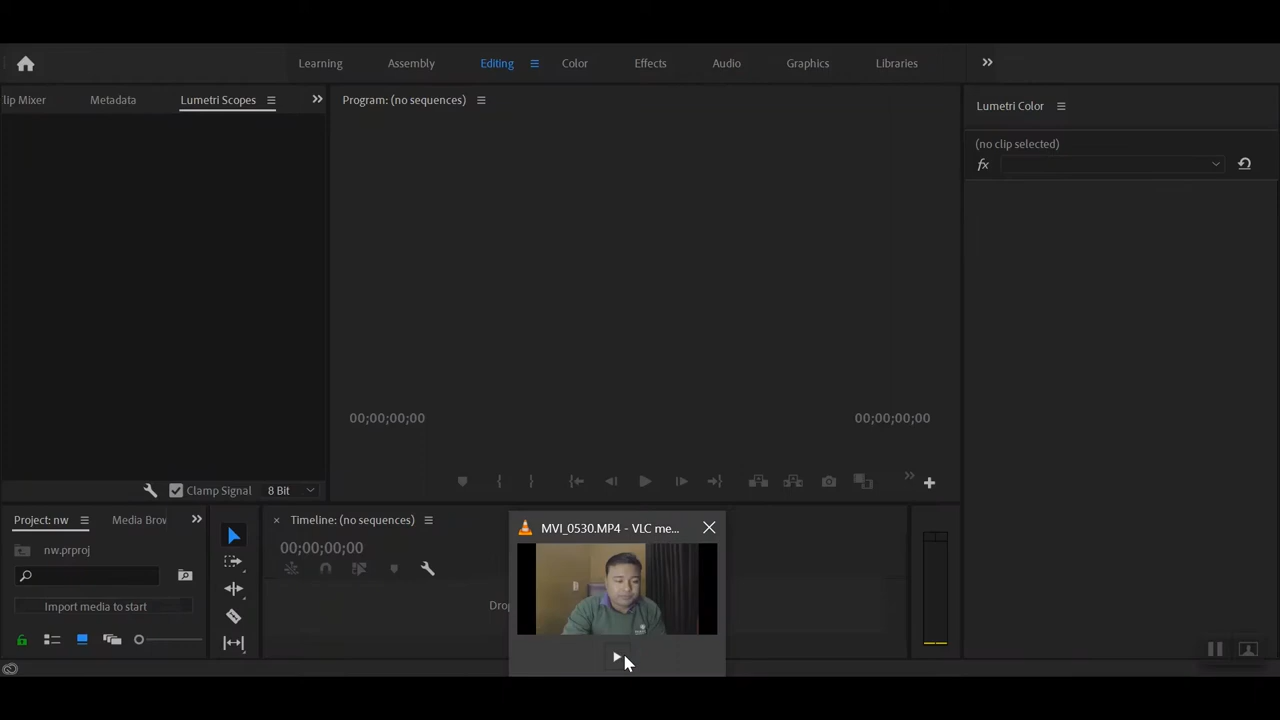 Learning Assembly Editing Color Effects Audio Graphics Libraries
lip Mixer Metadata Lumetri Scopes
Program: (no sequences)
Lumetri Color
(no clip selected)
fx
00;00;00;00 00;00;00;00
Clamp Signal 8 Bit
Project: nw Media Brov
Timeline: (no sequences)
MVI_0530.MP4 - VLC me...
00;00;00;00
nw.prproj
Import media to start
Drop